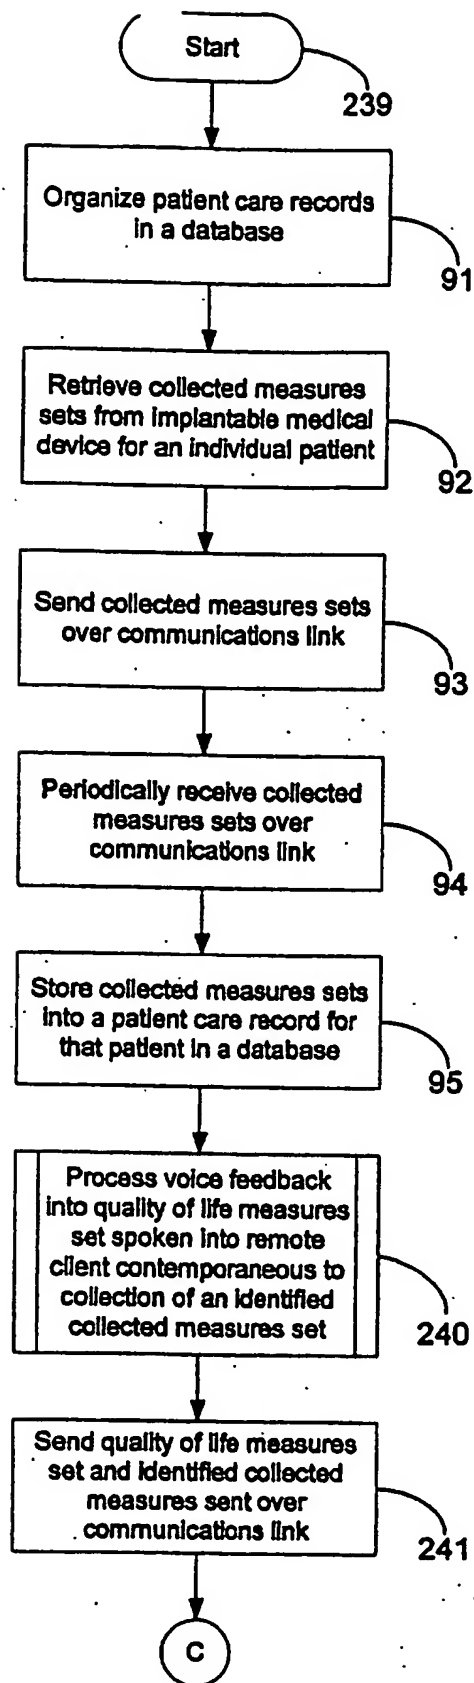 Start
239
Organize patient care records
in a database
91
Retrieve collected measures
sets from implantable medical
device for an individual patient
92
Send collected measures sets
over communications link
93
Periodically receive collected
measures sets over
communications link
94
Store collected measures sets
into a patient care record for
that patient in a database
95
Process voice feedback
into quality of life measures
set spoken into remote
client contemporaneous to
collection of an identified
collected measures set
240
Send quality of life measures
set and identified collected
measures sent over
communications link
241
C